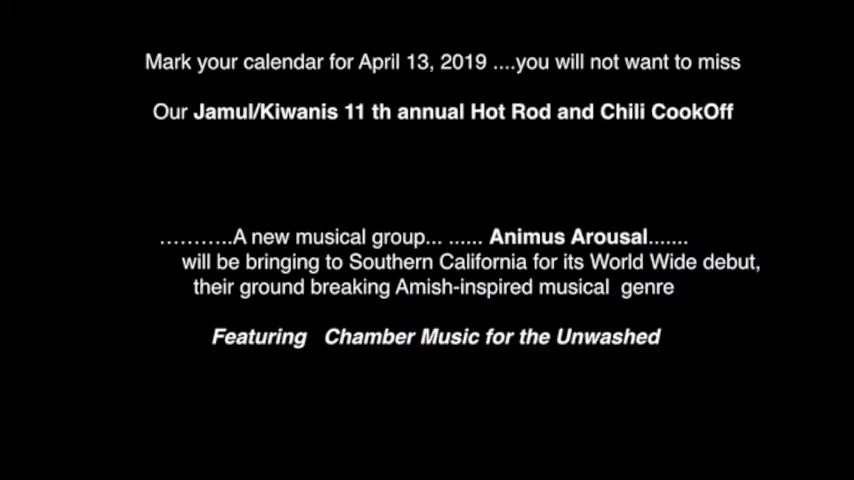 Mark your calendar for April 13, 2019 ....you will not want to miss
Our Jamul/Kiwanis 11 th annual Hot Rod and Chili CookOff
...........A new musical group... ...... Animus Arousal.......
will be bringing to Southern California for its World Wide debut,
their ground breaking Amish-inspired musical genre
Featuring Chamber Music for the Unwashed